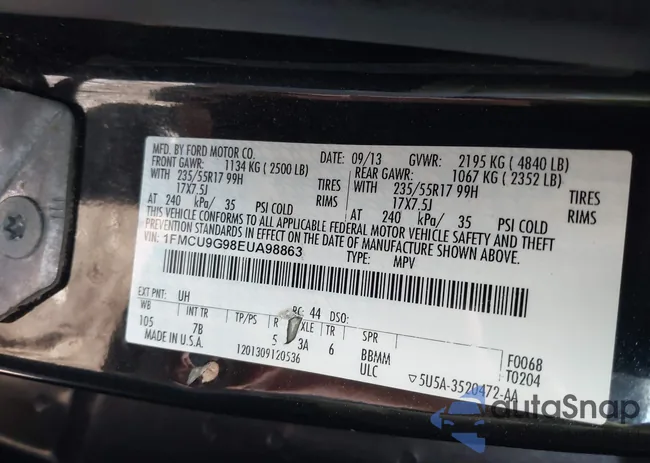 MFD. BY FORD MOTOR CO. DATE: 09/13 GVWR: 2195 KG ( 4840 LB)
FRONT GAWR: 1134 KG ( 2500 LB) REAR GAWR: 1067 KG ( 2352 LB)
WITH 235/55R17 99H TIRES WITH 235/55R17 99H TIRES
17X7.5J RIMS 17X7.5J RIMS
AT 240 kPa/ 35 PSI COLD AT 240 kPa/ 35 PSI COLD
THIS VEHICLE CONFORMS TO ALL APPLICABLE FEDERAL MOTOR VEHICLE SAFETY AND THEFT
PREVENTION STANDARDS IN EFFECT ON THE DATE OF MANUFACTURE SHOWN ABOVE.
VIN: 1FMCU9G98EUA98863 TYPE: MPV
EXT PNT: UH RC: 44 DSO:
WB INT TR TP/PS R AXLE TR SPR
105 7B 5 3A 6 BBMM F0068
MADE IN U.S.A. 1201309120536 ULC T0204
▽5U5A-3520472-AA
autoSnap